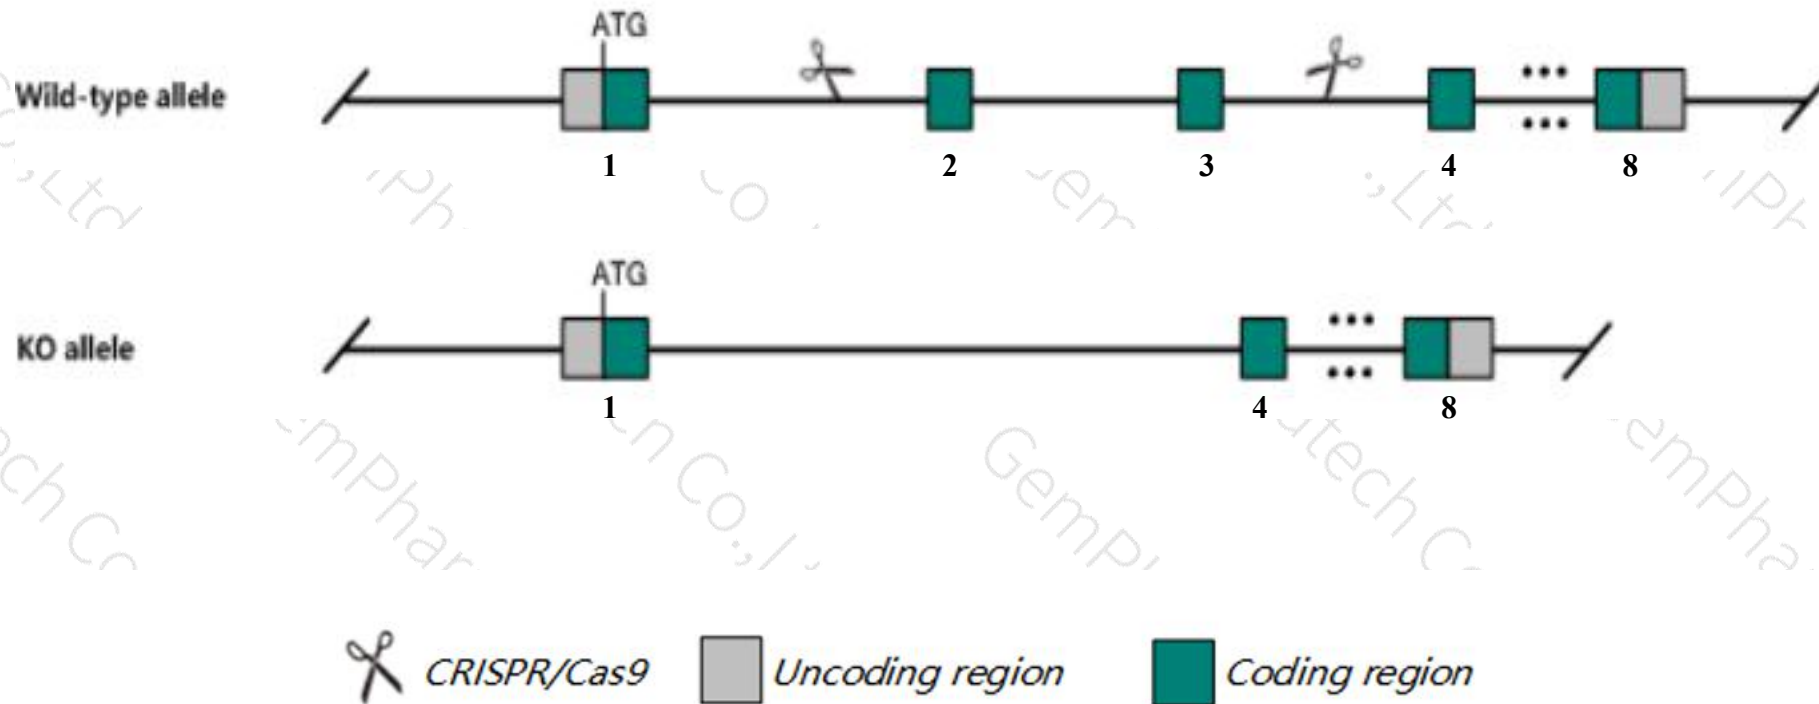 ATG
Wild-type allele
1 2 3 4 8
ATG
KO allele
1 4 8
CRISPR/Cas9 Uncoding region Coding region